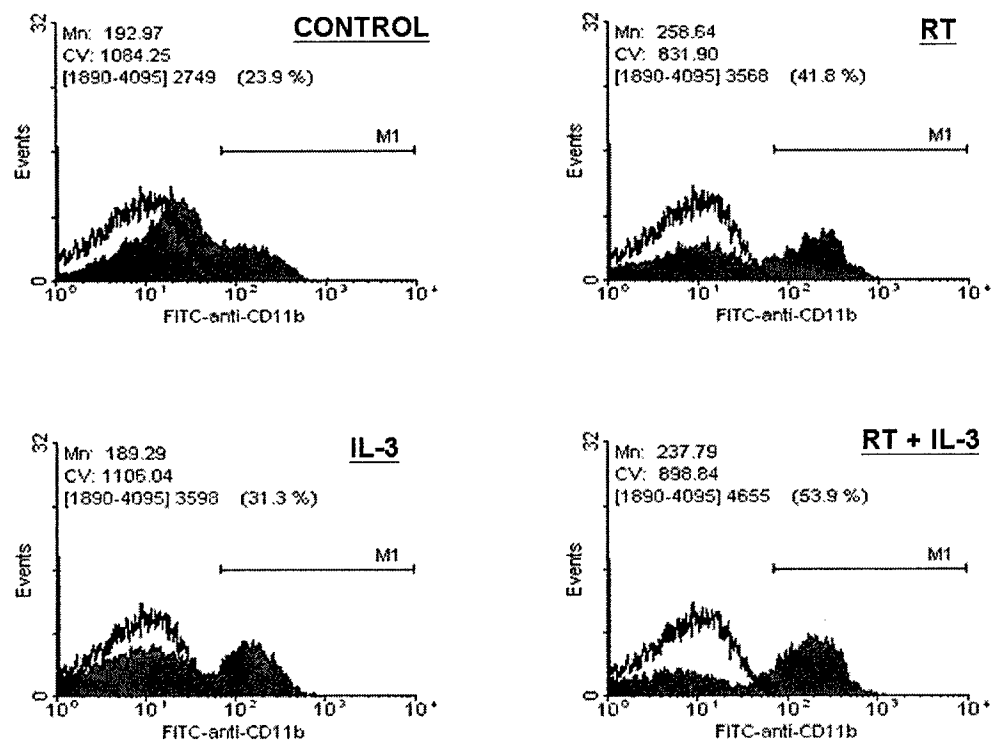 CONTROL
32
Mn: 192.97
CV: 1084.25
[1890-4095] 2749 (23.9 %)
M1
Events
0
10⁰ 10¹ 10² 10³ 10⁴
FITC-anti-CD11b
RT
32
Mn: 258.64
CV: 831.90
[1890-4095] 3568 (41.8 %)
M1
Events
0
10⁰ 10¹ 10² 10³ 10⁴
FITC-anti-CD11b
IL-3
32
Mn: 189.29
CV: 1106.04
[1890-4095] 3598 (31.3 %)
M1
Events
0
10⁰ 10¹ 10² 10³ 10⁴
FITC-anti-CD11b
RT + IL-3
32
Mn: 237.79
CV: 898.84
[1890-4095] 4655 (53.9 %)
M1
Events
0
10⁰ 10¹ 10² 10³ 10⁴
FITC-anti-CD11b